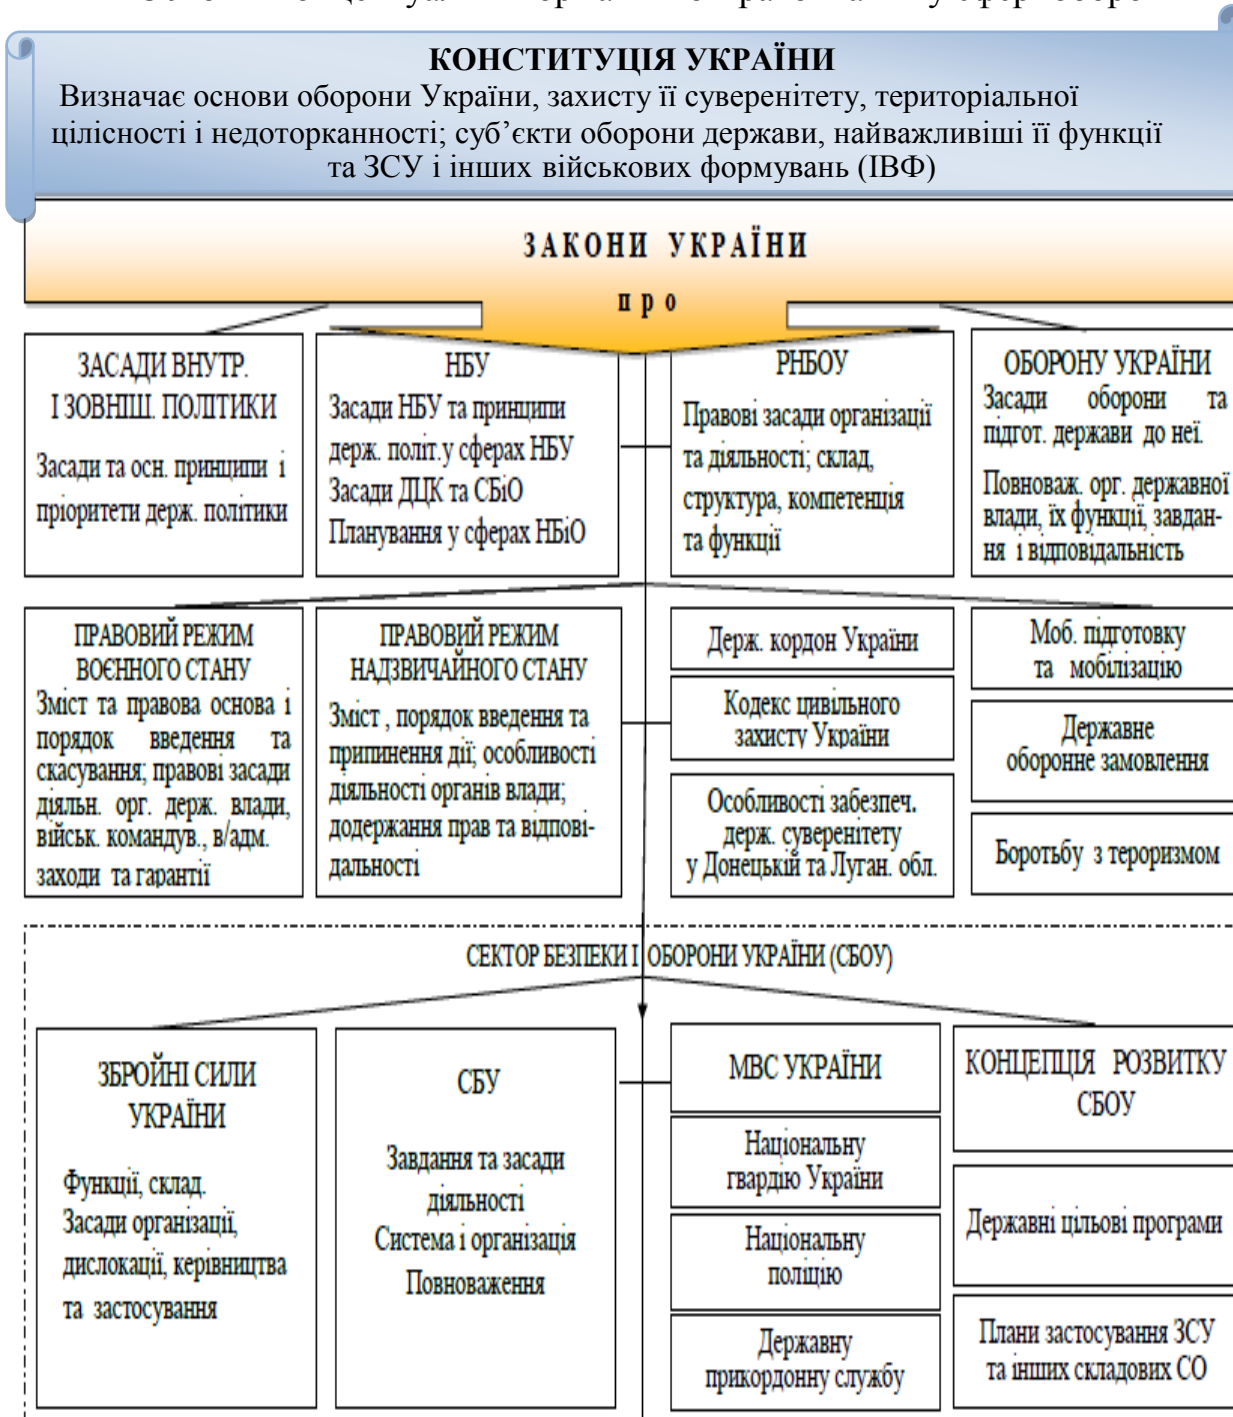 КОНСТИТУЦІЯ УКРАЇНИ
Визначає основи оборони України, захисту її суверенітету, територіальної
цілісності і недоторканності; суб’єкти оборони держави, найважливіші її функції
та ЗСУ і інших військових формувань (ІВФ)
ЗАКОНИ УКРАЇНИ
про
ЗАСАДИ ВНУТР.
І ЗОВНІШ. ПОЛІТИКИ
Засади та осн. принципи і
пріоритети держ. політики
НБУ
Засади НБУ та принципи
держ. політ.у сферах НБУ
Засади ДЦК та СБіО
Планування у сферах НБіО
РНБОУ
Правові засади організації
та діяльності; склад,
структура, компетенція
та функції
ОБОРОНУ УКРАЇНИ
Засади оборони та
підгот. держави до неї.
Повноваж. орг. державної
влади, їх функції, завдан-
ня і відповідальність
ПРАВОВИЙ РЕЖИМ
ВОЄННОГО СТАНУ
Зміст та правова основа і
порядок введення та
скасування; правові засади
діяльн. орг. держ. влади,
військ. командув., в/адм.
заходи та гарантії
ПРАВОВИЙ РЕЖИМ
НАДЗВИЧАЙНОГО СТАНУ
Зміст , порядок введення та
припинення дії; особливості
діяльності органів влади;
додержання прав та відпові-
дальності
Держ. кордон України
Кодекс цивільного
захисту України
Особливості забезпеч.
держ. суверенітету
у Донецькій та Луган. обл.
Моб. підготовку
та мобілізацію
Державне
оборонне замовлення
Боротьбу з тероризмом
СЕКТОР БЕЗПЕКИ І ОБОРОНИ УКРАЇНИ (СБОУ)
ЗБРОЙНІ СИЛИ
УКРАЇНИ
Функції, склад.
Засади організації,
дислокації, керівництва
та застосування
СБУ
Завдання та засади
діяльності
Система і організація
Повноваження
МВС УКРАЇНИ
Національну
гвардію України
Національну
поліцію
Державну
прикордонну службу
КОНЦЕПЦІЯ РОЗВИТКУ
СБОУ
Державні цільові програми
Плани застосування ЗСУ
та інших складових СО